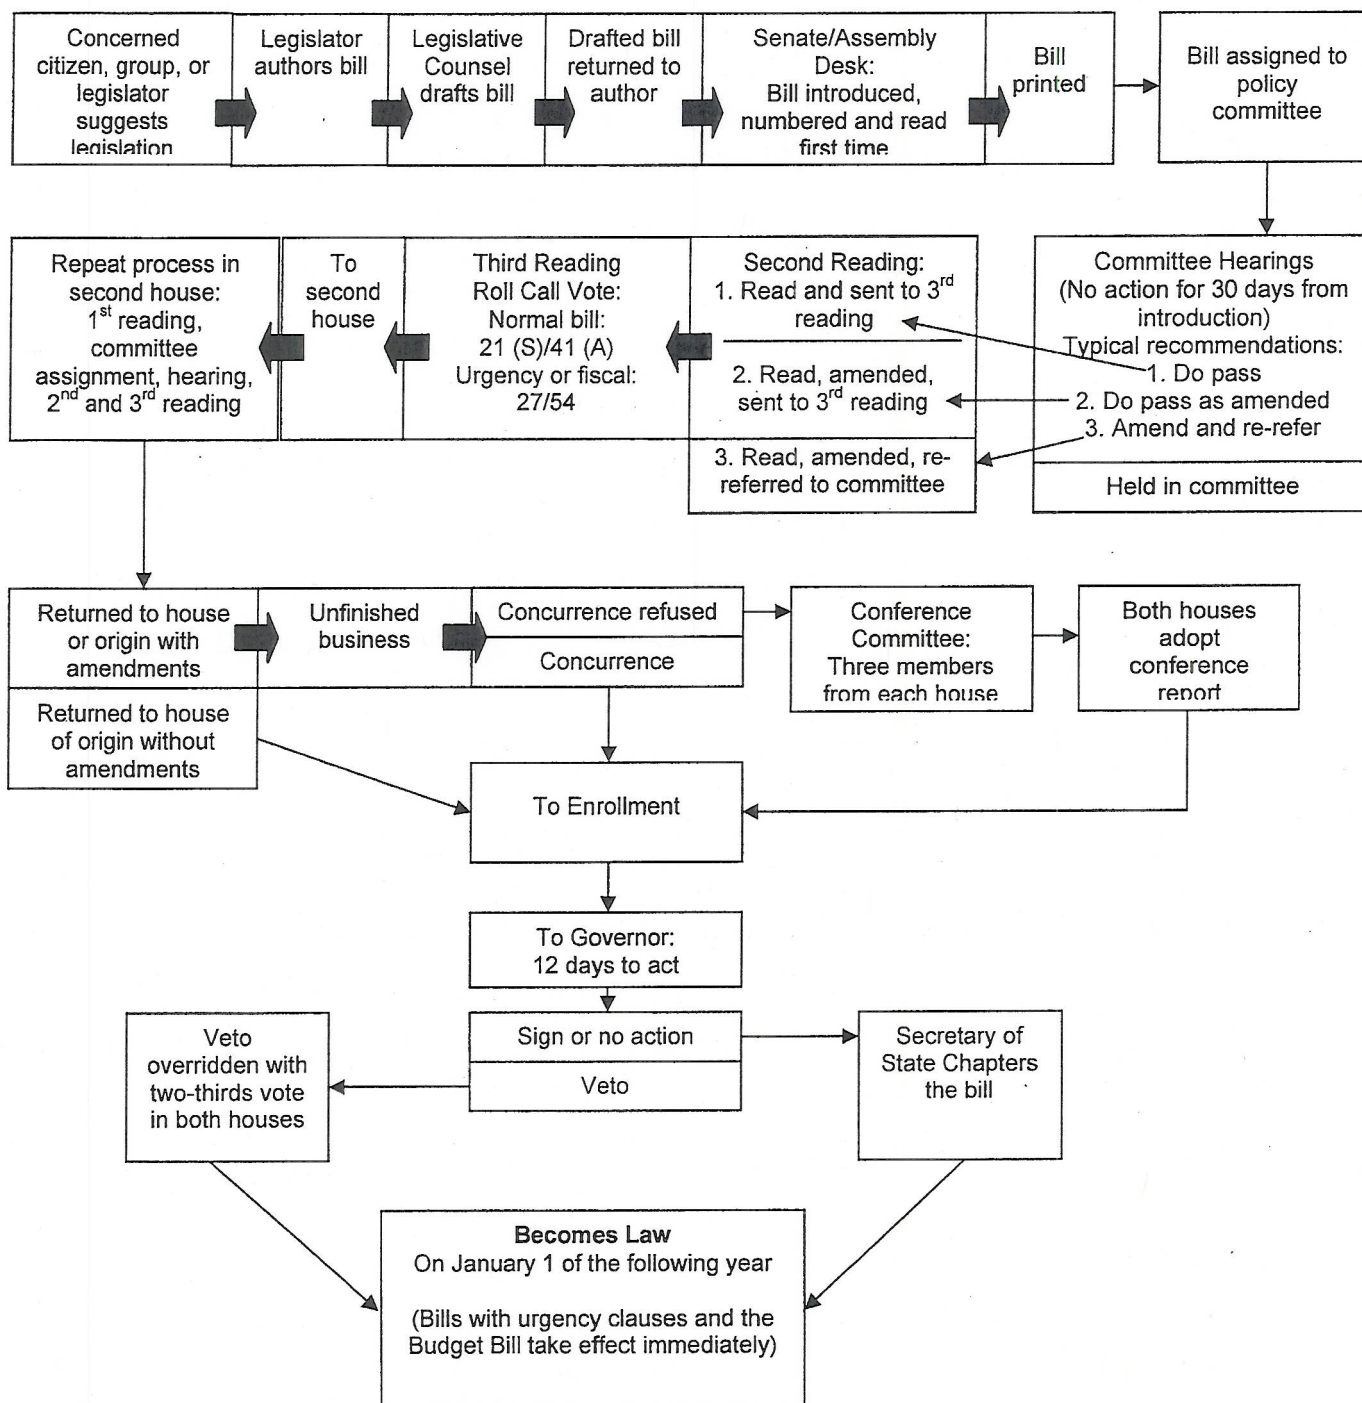 Concerned
citizen, group, or
legislator
suggests
legislation
Legislator
authors bill
Legislative
Counsel
drafts bill
Drafted bill
returned to
author
Senate/Assembly
Desk:
Bill introduced,
numbered and read
first time
Bill
printed
Bill assigned to
policy
committee
Repeat process in
second house:
1st reading,
committee
assignment, hearing,
2nd and 3rd reading
To
second
house
Third Reading
Roll Call Vote:
Normal bill:
21 (S)/41 (A)
Urgency or fiscal:
27/54
Second Reading:
1. Read and sent to 3rd
reading
2. Read, amended,
sent to 3rd reading
3. Read, amended, re-
referred to committee
Committee Hearings
(No action for 30 days from
introduction)
Typical recommendations:
1. Do pass
2. Do pass as amended
3. Amend and re-refer
Held in committee
Returned to house
or origin with
amendments
Unfinished
business
Concurrence refused
Concurrence
Conference
Committee:
Three members
from each house
Both houses
adopt
conference
report
Returned to house
of origin without
amendments
To Enrollment
To Governor:
12 days to act
Veto
overridden with
two-thirds vote
in both houses
Sign or no action
Veto
Secretary of
State Chapters
the bill
Becomes Law
On January 1 of the following year
(Bills with urgency clauses and the
Budget Bill take effect immediately)